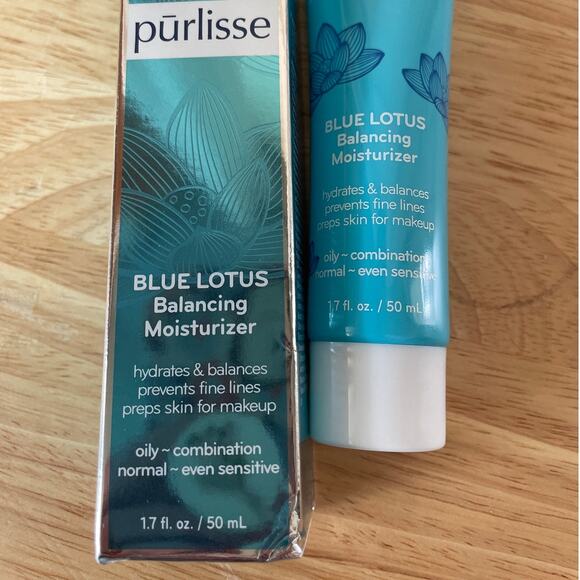 pūrlisse
BLUE LOTUS
Balancing
Moisturizer
hydrates & balances
prevents fine lines
preps skin for makeup
oily ~ combination
normal ~ even sensitive
1.7 fl. oz. / 50 mL
BLUE LOTUS
Balancing
Moisturizer
hydrates & balances
prevents fine lines
preps skin for makeup
oily ~ combination
normal ~ even sensitive
1.7 fl. oz. / 50 mL